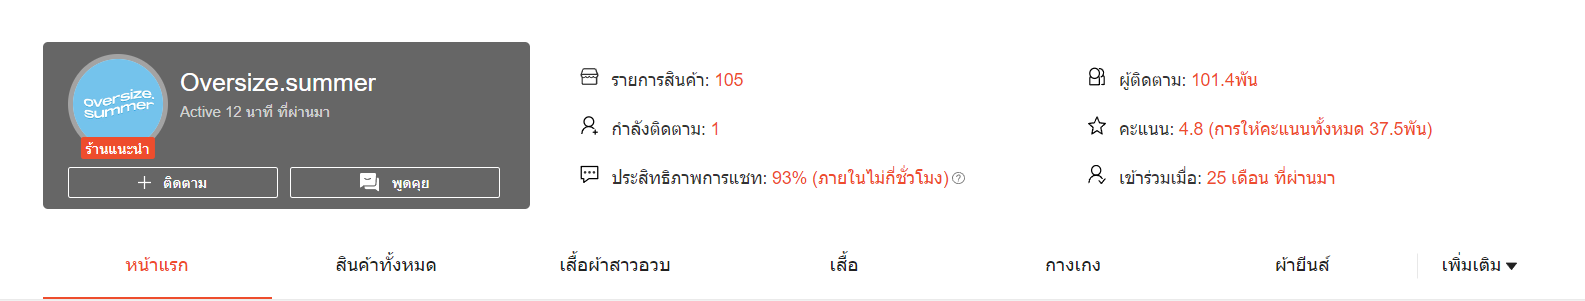 oversize.
summer
ร้านแนะนำ
Oversize.summer
Active 12 นาที ที่ผ่านมา
ติดตาม
พูดคุย
รายการสินค้า: 105
ผู้ติดตาม: 101.4พัน
กำลังติดตาม: 1
คะแนน: 4.8 (การให้คะแนนทั้งหมด 37.5พัน)
ประสิทธิภาพการแชท: 93% (ภายในไม่กี่ชั่วโมง)
เข้าร่วมเมื่อ: 25 เดือน ที่ผ่านมา
หน้าแรก สินค้าทั้งหมด เสื้อผ้าสาวอวบ เสื้อ กางเกง ผ้ายีนส์ เพิ่มเติม